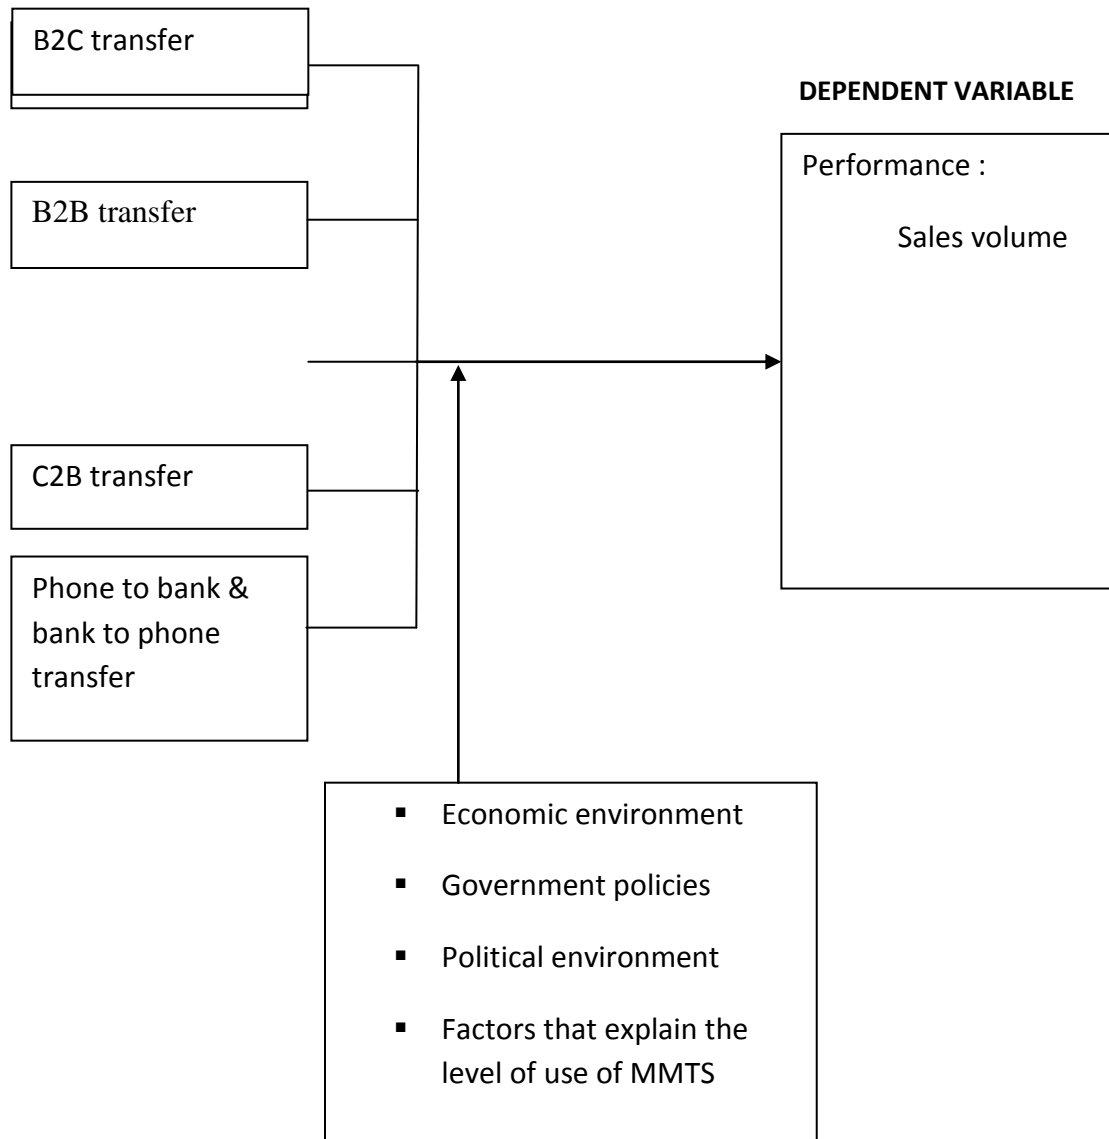 B2C transfer
DEPENDENT VARIABLE
Performance :
Sales volume
B2B transfer
C2B transfer
Phone to bank &
bank to phone
transfer
▪ Economic environment
▪ Government policies
▪ Political environment
▪ Factors that explain the
level of use of MMTS